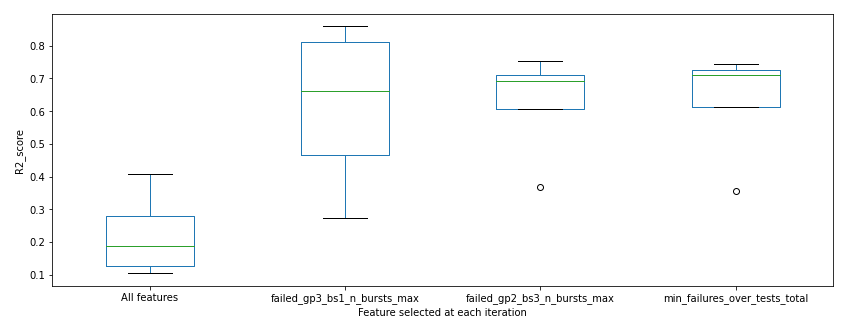 R2_score
0.8
0.7
0.6
0.5
0.4
0.3
0.2
0.1
All features
failed_gp3_bs1_n_bursts_max
failed_gp2_bs3_n_bursts_max
min_failures_over_tests_total
Feature selected at each iteration